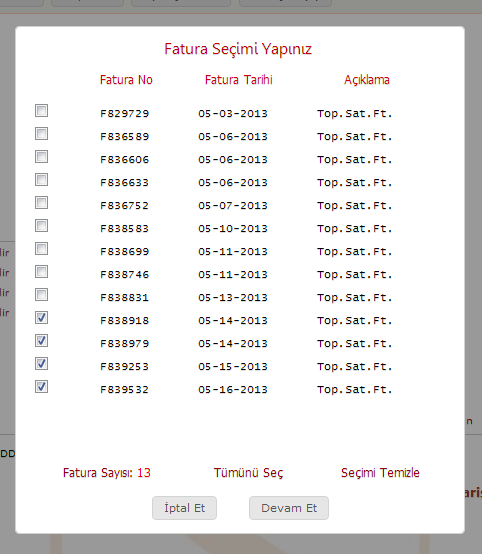 Fatura Seçimi Yapınız
Fatura No Fatura Tarihi Açıklama
F829729 05-03-2013 Top.Sat.Ft.
F836589 05-06-2013 Top.Sat.Ft.
F836606 05-06-2013 Top.Sat.Ft.
F836633 05-06-2013 Top.Sat.Ft.
F836752 05-07-2013 Top.Sat.Ft.
F838583 05-10-2013 Top.Sat.Ft.
F838699 05-11-2013 Top.Sat.Ft.
F838746 05-11-2013 Top.Sat.Ft.
F838831 05-13-2013 Top.Sat.Ft.
F838918 05-14-2013 Top.Sat.Ft.
F838979 05-14-2013 Top.Sat.Ft.
F839253 05-15-2013 Top.Sat.Ft.
F839532 05-16-2013 Top.Sat.Ft.
Fatura Sayısı: 13 Tümünü Seç Seçimi Temizle
İptal Et Devam Et